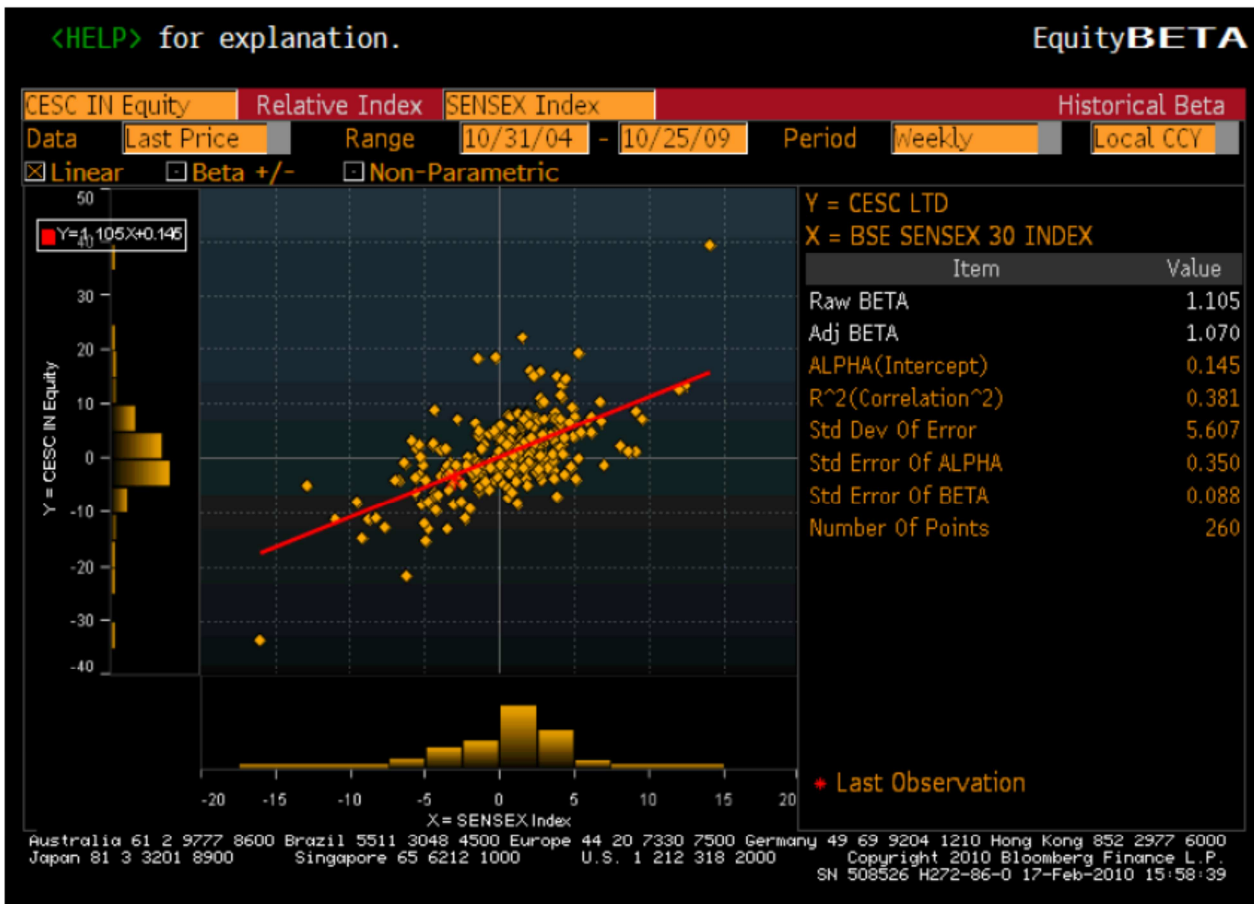 <HELP> for explanation. EquityBETA
CESC IN Equity Relative Index SENSEX Index Historical Beta
Data Last Price Range 10/31/04 - 10/25/09 Period Weekly Local CCY
Linear Beta +/- Non-Parametric
Y=1.105X+0.145
50
40
30
20
10
0
-10
-20
-30
-40
Y = CESC IN Equity
-20 -15 -10 -5 0 5 10 15 20
X = SENSEX Index
Y = CESC LTD
X = BSE SENSEX 30 INDEX
Item Value
Raw BETA 1.105
Adj BETA 1.070
ALPHA(Intercept) 0.145
R^2(Correlation^2) 0.381
Std Dev Of Error 5.607
Std Error Of ALPHA 0.350
Std Error Of BETA 0.088
Number Of Points 260
* Last Observation
Australia 61 2 9777 8600 Brazil 5511 3048 4500 Europe 44 20 7330 7500 Germany 49 69 9204 1210 Hong Kong 852 2977 6000
Japan 81 3 3201 8900 Singapore 65 6212 1000 U.S. 1 212 318 2000 Copyright 2010 Bloomberg Finance L.P.
SN 508526 H272-86-0 17-Feb-2010 15:58:39